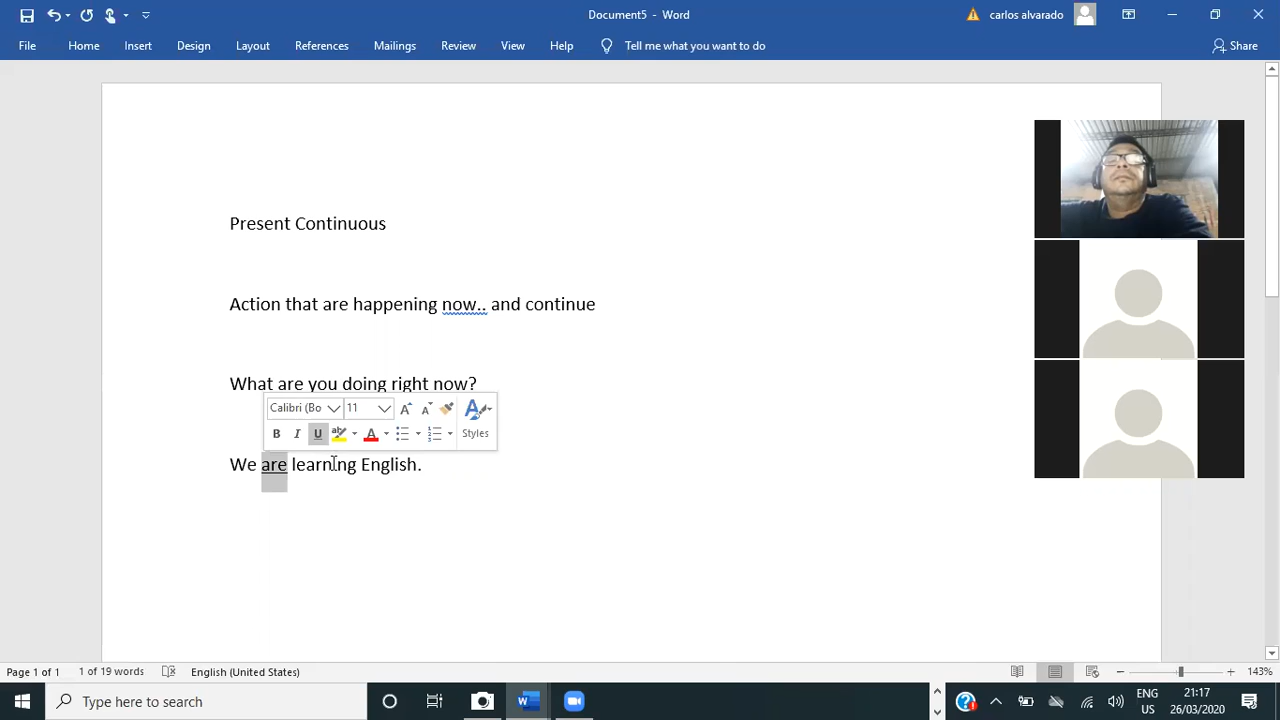 Document5 - Word
carlos alvarado
File Home Insert Design Layout References Mailings Review View Help Tell me what you want to do Share
Present Continuous
Action that are happening now.. and continue
What are you doing right now?
Calibri (Bo 11
B I U Styles
We are learning English.
Page 1 of 1 1 of 19 words English (United States) 143%
Type here to search
ENG 21:17
US 26/03/2020